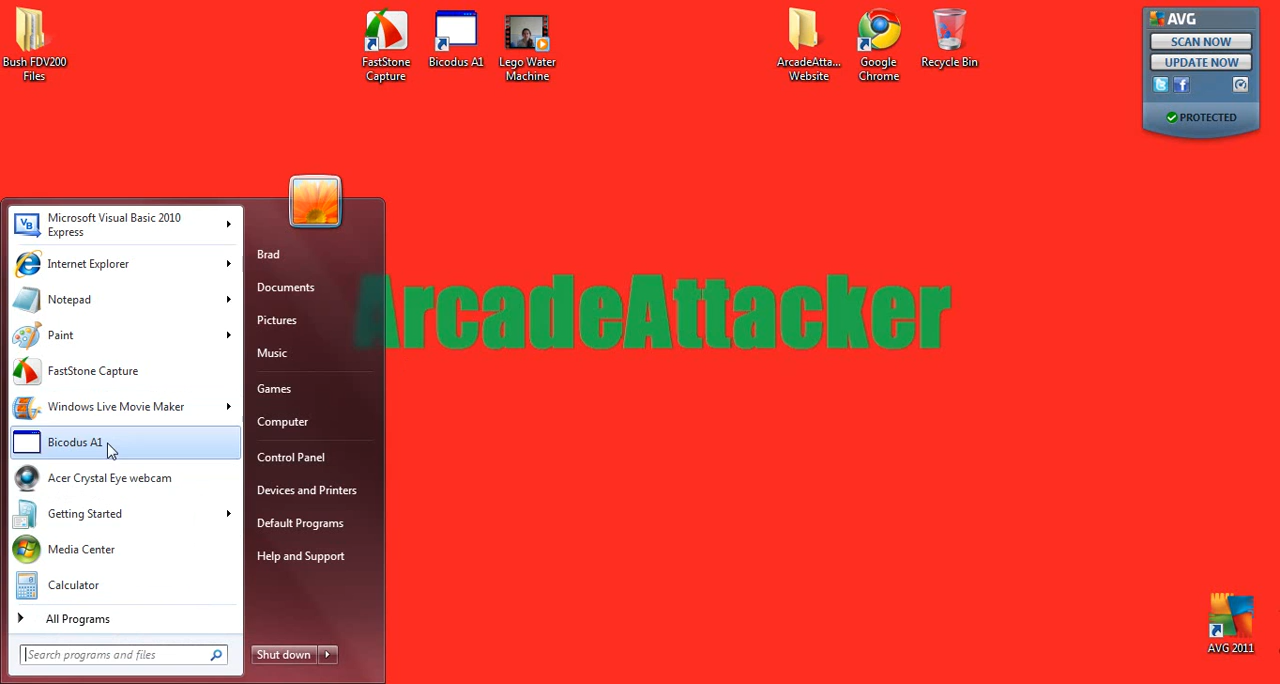 Bush FDV200
Files
FastStone
Capture
Bicodus A1
Lego Water
Machine
ArcadeAtta...
Website
Google
Chrome
Recycle Bin
AVG
SCAN NOW
UPDATE NOW
PROTECTED
ArcadeAttacker
Microsoft Visual Basic 2010
Express
Internet Explorer
Notepad
Paint
FastStone Capture
Windows Live Movie Maker
Bicodus A1
Acer Crystal Eye webcam
Getting Started
Media Center
Calculator
All Programs
Search programs and files
Brad
Documents
Pictures
Music
Games
Computer
Control Panel
Devices and Printers
Default Programs
Help and Support
Shut down
AVG 2011